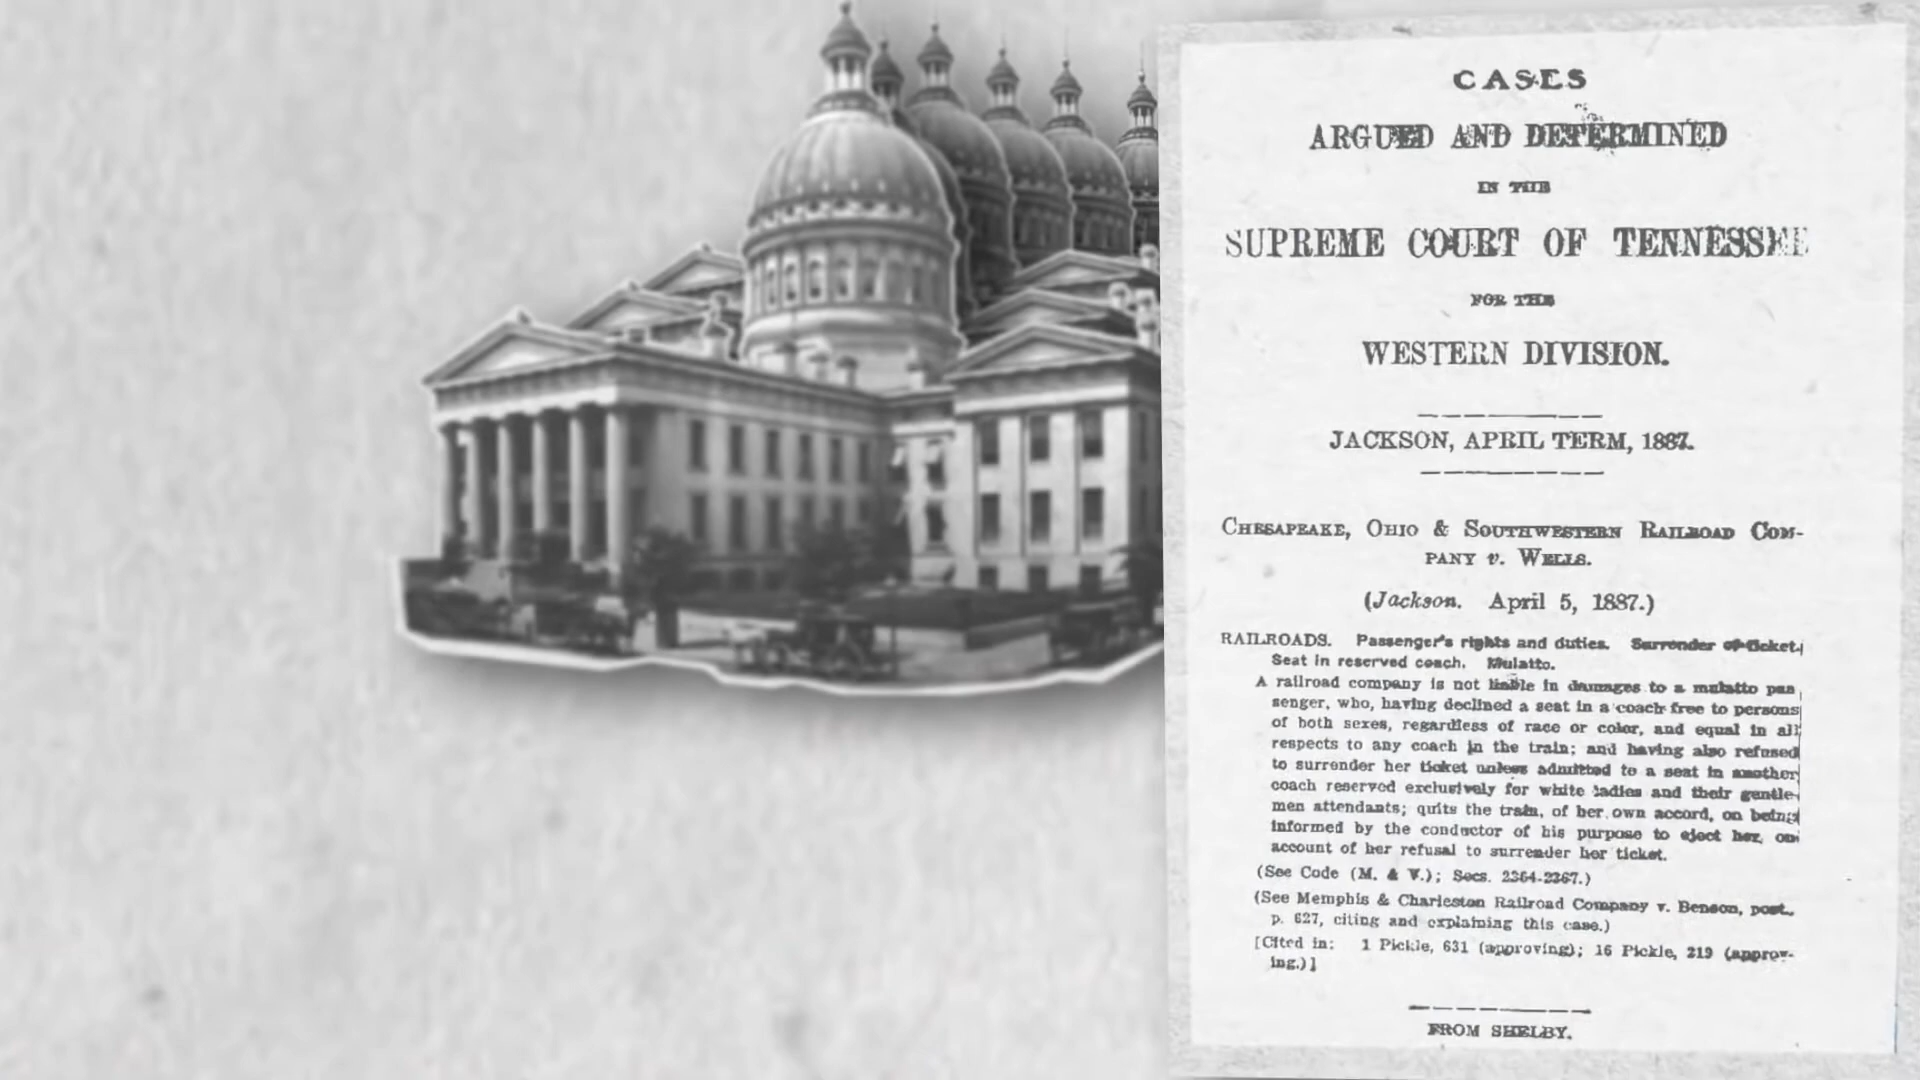 CASES
ARGUED AND DETERMINED
IN THE
SUPREME COURT OF TENNESSEE
FOR THE
WESTERN DIVISION.
JACKSON, APRIL TERM, 1887.
CHESAPEAKE, OHIO & SOUTHWESTERN RAILROAD COM-
PANY v. WELLS.
(Jackson. April 5, 1887.)
RAILROADS. Passenger's rights and duties. Surrender of ticket.
Seat in reserved coach. Mulatto.
A railroad company is not liable in damages to a mulatto pas
senger, who, having declined a seat in a coach free to persons
of both sexes, regardless of race or color, and equal in all
respects to any coach in the train; and having also refused
to surrender her ticket unless admitted to a seat in another
coach reserved exclusively for white ladies and their gentle-
men attendants; quits the train, of her own accord, on being
informed by the conductor of his purpose to eject her, on
account of her refusal to surrender her ticket.
(See Code (M. & V.); Secs. 2364-2367.)
(See Memphis & Charleston Railroad Company v. Benson, post.,
p. 627, citing and explaining this case.)
[Cited in: 1 Pickle, 631 (approving); 16 Pickle, 219 (approv-
ing.)]
FROM SHELBY.